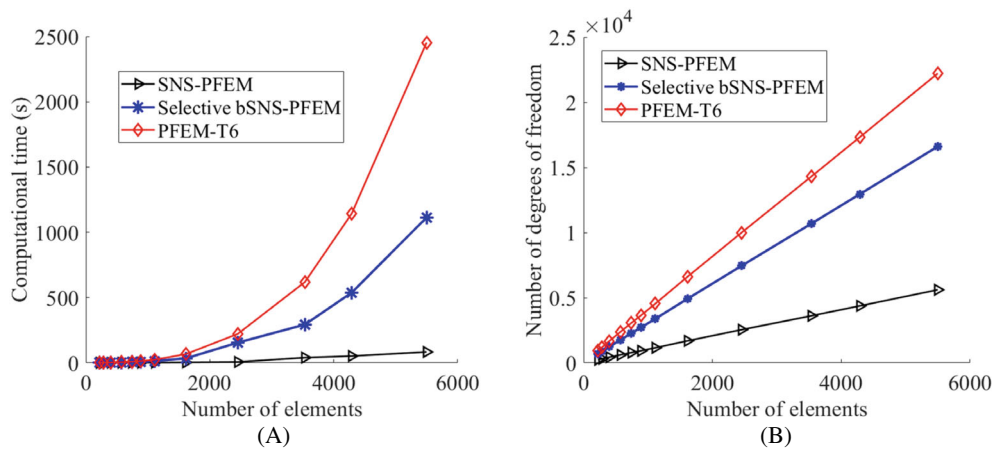 2500
2000
1500
1000
500
0
Computational time (s)
SNS-PFEM
Selective bSNS-PFEM
PFEM-T6
0
2000
4000
6000
Number of elements
(A)
×10⁴
2.5
2
1.5
1
0.5
0
Number of degrees of freedom
SNS-PFEM
Selective bSNS-PFEM
PFEM-T6
0
2000
4000
6000
Number of elements
(B)